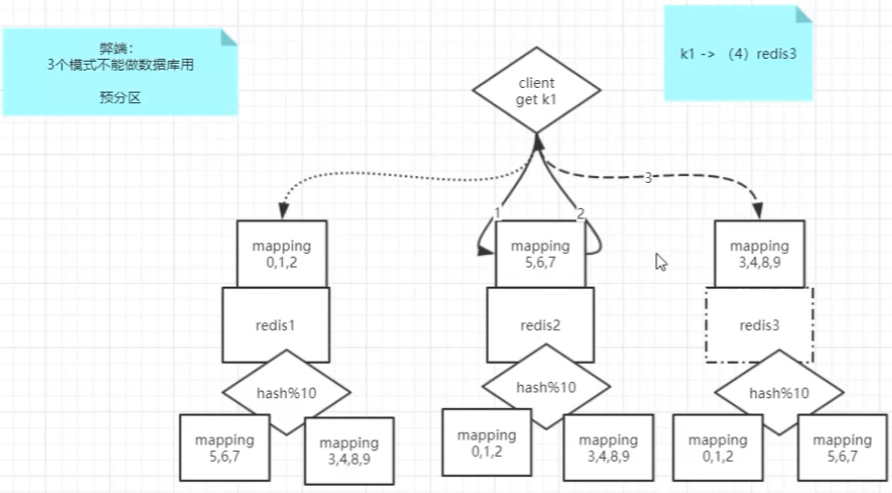 弊端：
3个模式不能做数据库用
预分区
k1 -> （4）redis3
client
get k1
1
2
3
mapping
0,1,2
mapping
5,6,7
mapping
3,4,8,9
redis1
redis2
redis3
hash%10
hash%10
hash%10
mapping
5,6,7
mapping
3,4,8,9
mapping
0,1,2
mapping
3,4,8,9
mapping
0,1,2
mapping
5,6,7